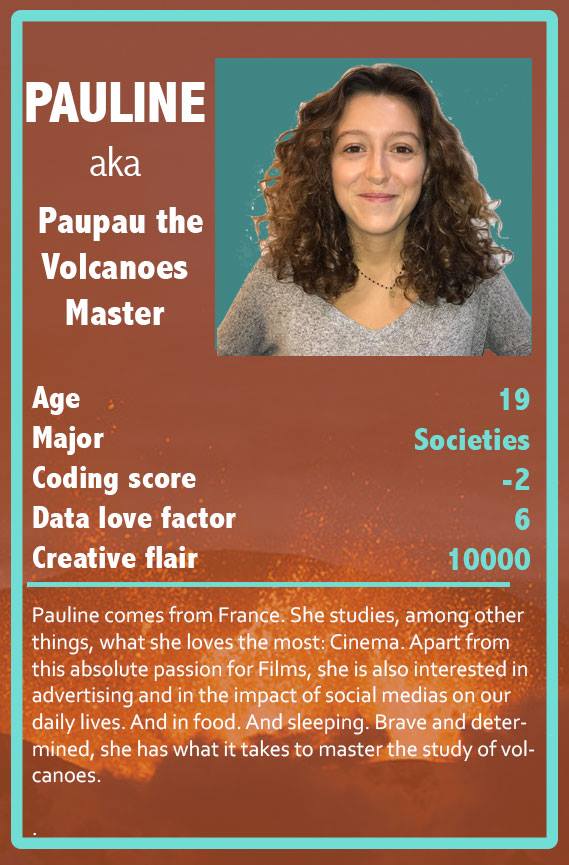 PAULINE
aka
Paupau the
Volcanoes
Master
Age 19
Major Societies
Coding score -2
Data love factor 6
Creative flair 10000
Pauline comes from France. She studies, among other
things, what she loves the most: Cinema. Apart from
this absolute passion for Films, she is also interested in
advertising and in the impact of social medias on our
daily lives. And in food. And sleeping. Brave and deter-
mined, she has what it takes to master the study of vol-
canoes.
.